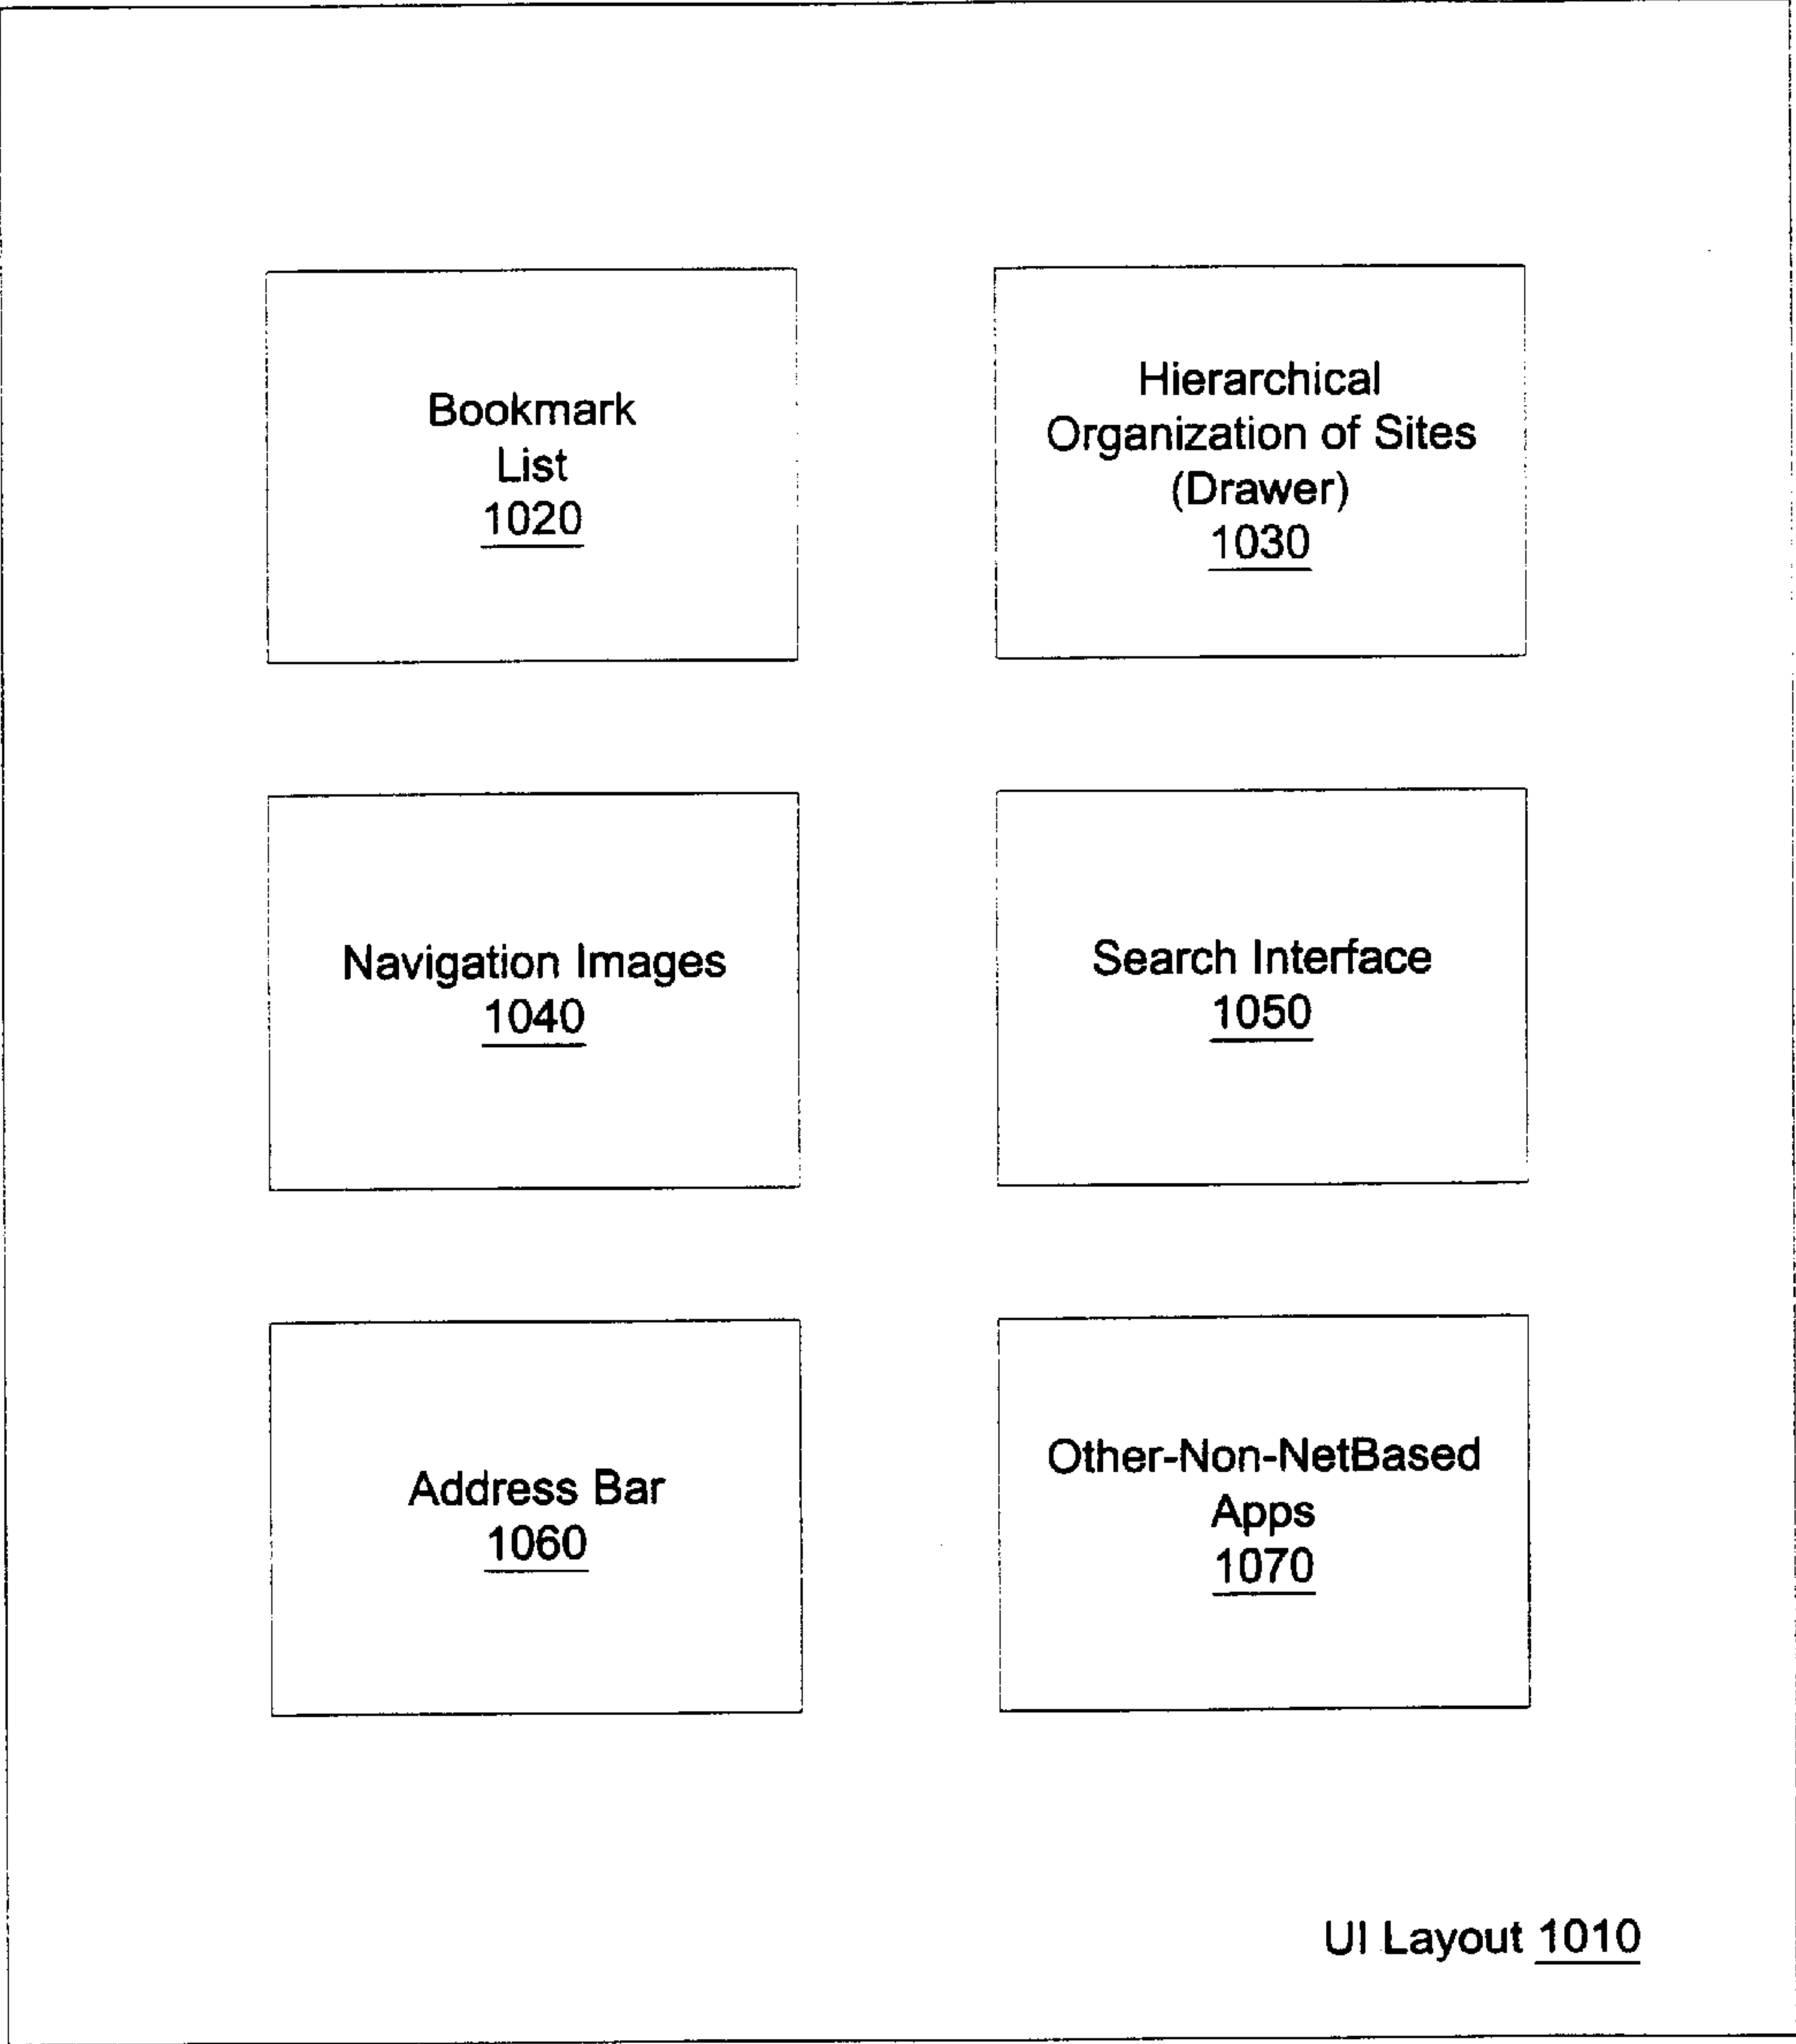 Bookmark
List
1020
Hierarchical
Organization of Sites
(Drawer)
1030
Navigation Images
1040
Search Interface
1050
Address Bar
1060
Other-Non-NetBased
Apps
1070
UI Layout 1010